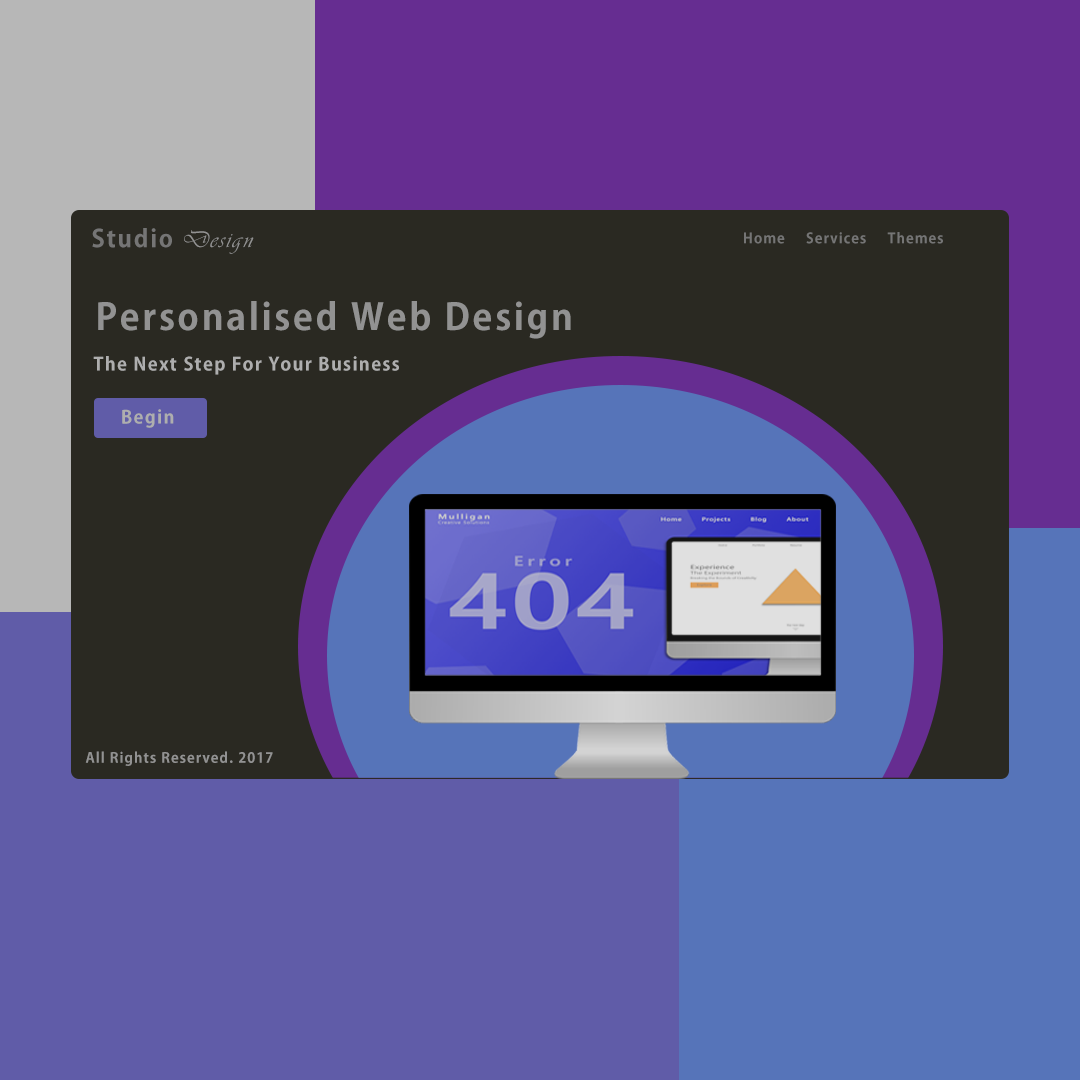 Studio Design
Home Services Themes
Personalised Web Design
The Next Step For Your Business
Begin
Mulligan
Creative Solutions
Home Projects Blog About
Error
404
Experience
The Experiment
All Rights Reserved. 2017